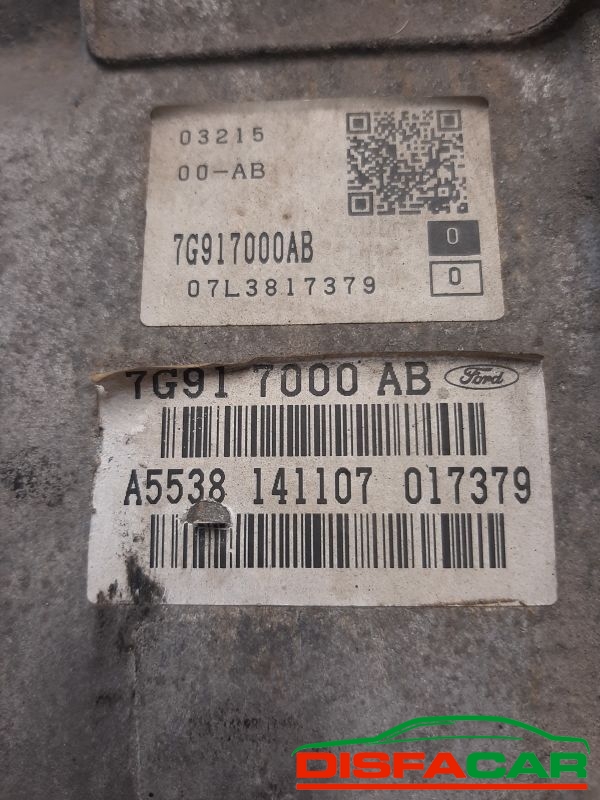 03215
00-AB
7G917000AB
0
07L3817379
0
7G91 7000 AB Ford
A5538 141107 017379
DISFACAR